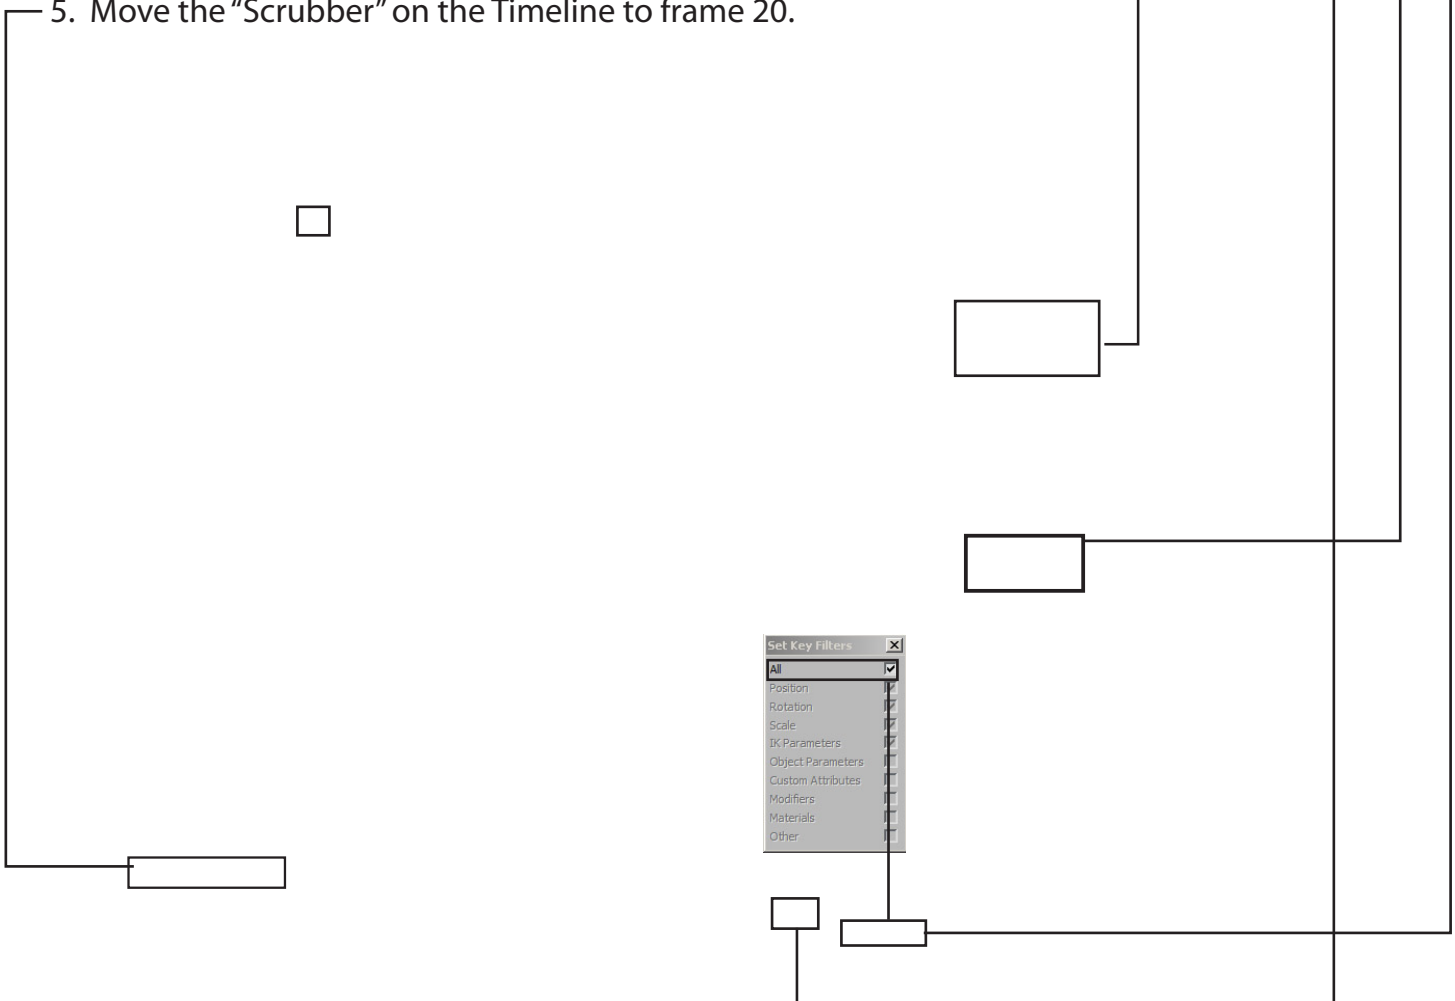 5. Move the “Scrubber” on the Timeline to frame 20.
Set Key Filters
All
Position
Rotation
Scale
IK Parameters
Object Parameters
Custom Attributes
Modifiers
Materials
Other